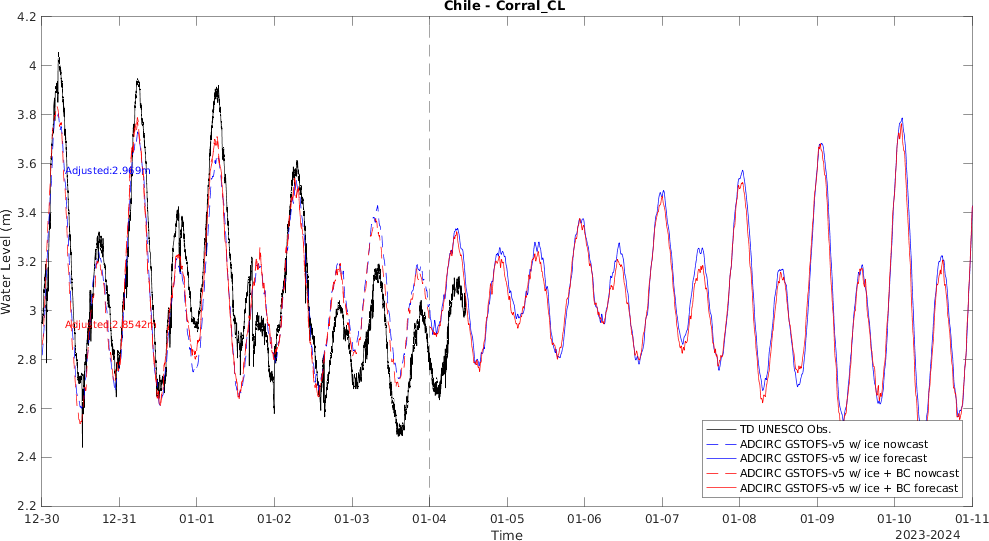 Chile - Corral_CL
4.2
4
3.8
3.6
3.4
3.2
3
2.8
2.6
2.4
2.2
Water Level (m)
Adjusted:2.969m
Adjusted:2.8542m
TD UNESCO Obs.
ADCIRC GSTOFS-v5 w/ ice nowcast
ADCIRC GSTOFS-v5 w/ ice forecast
ADCIRC GSTOFS-v5 w/ ice + BC nowcast
ADCIRC GSTOFS-v5 w/ ice + BC forecast
12-30 12-31 01-01 01-02 01-03 01-04 01-05 01-06 01-07 01-08 01-09 01-10 01-11
Time
2023-2024